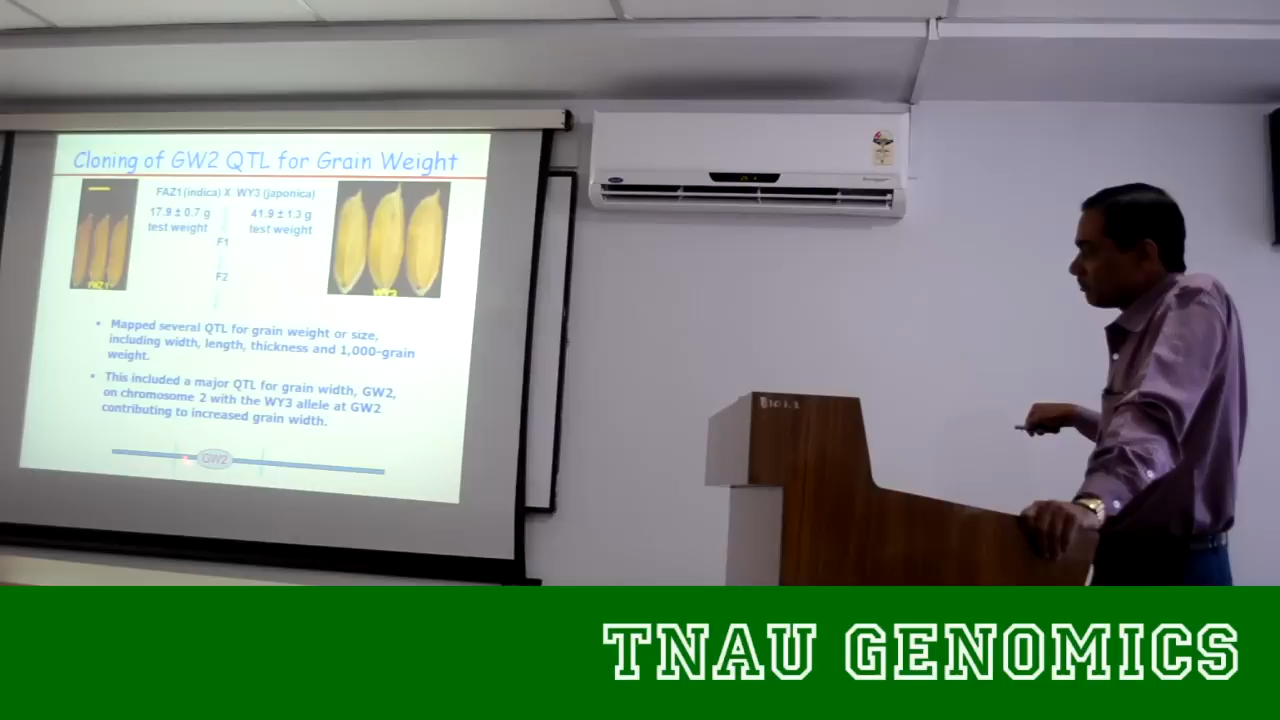 Cloning of GW2 QTL for Grain Weight
FAZ1 (indica) X WY3 (japonica)
17.9 ± 0.7 g
test weight
41.9 ± 1.3 g
test weight
F1
F2
FAZ1
WY3
• Mapped several QTL for grain weight or size,
including width, length, thickness and 1,000-grain
weight.
• This included a major QTL for grain width, GW2,
on chromosome 2 with the WY3 allele at GW2
contributing to increased grain width.
GW2
TNAU GENOMICS